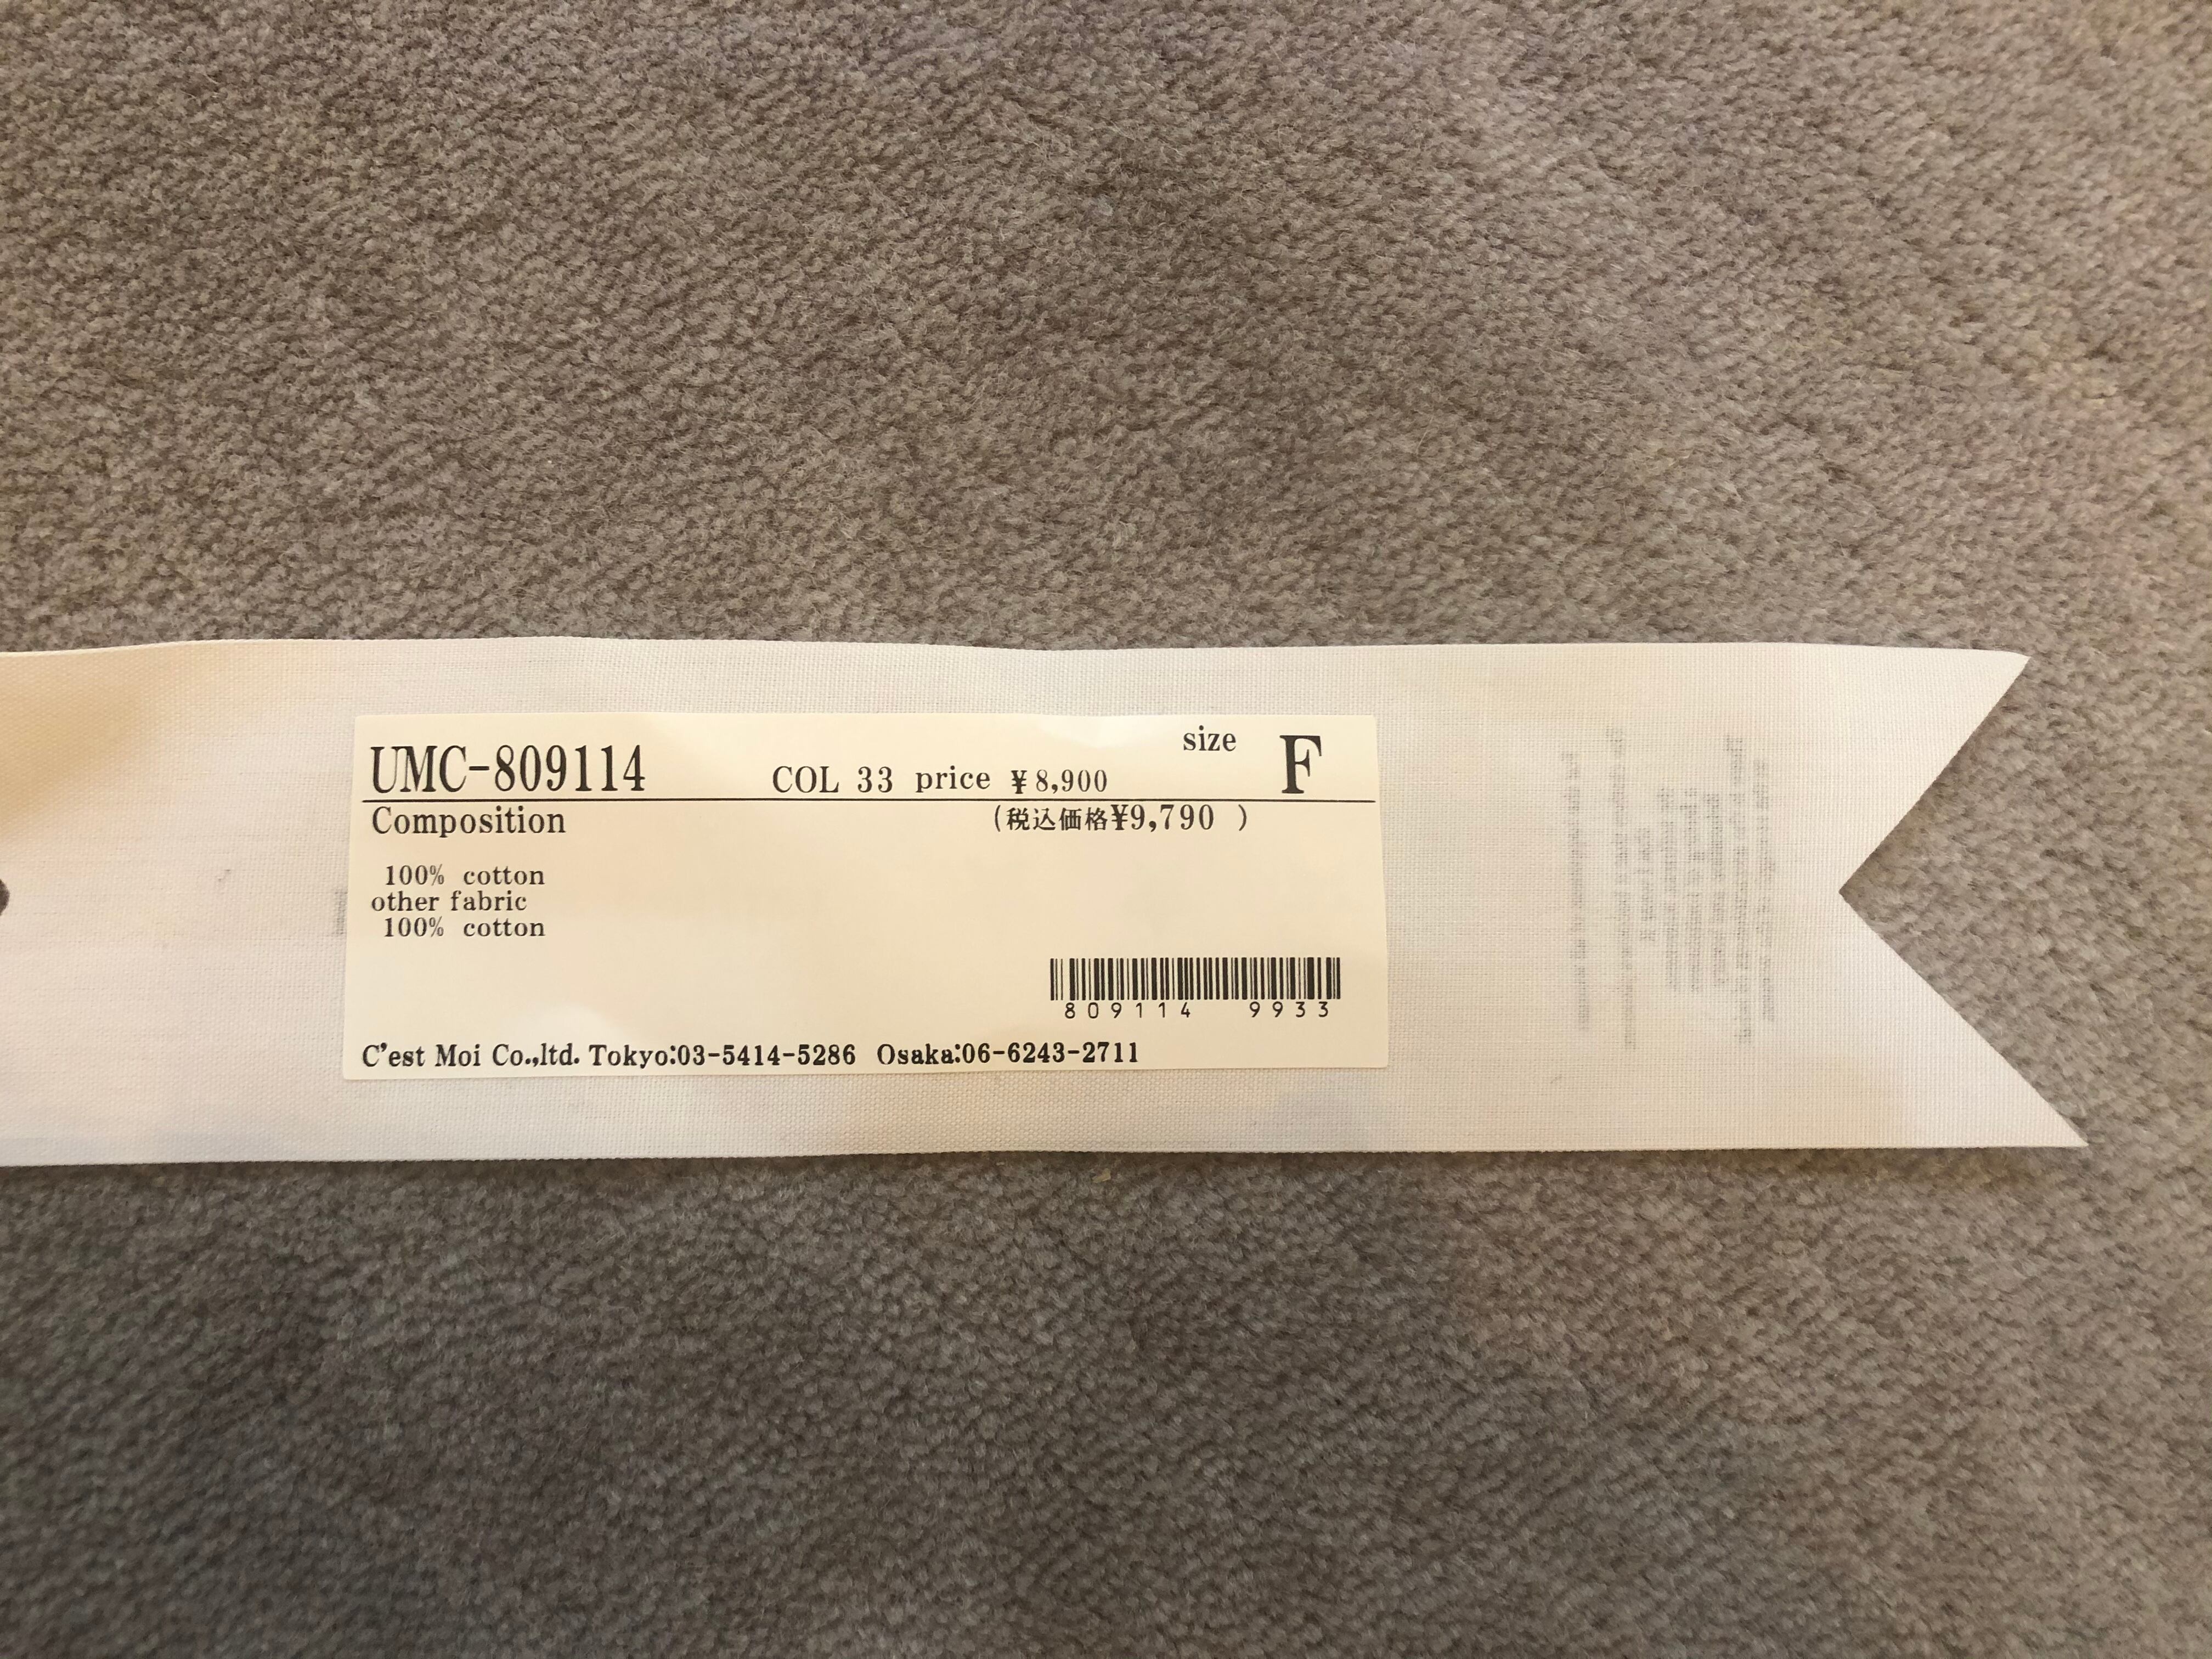 UMC-809114 COL 33 price ¥8,900 size F
Composition (税込価格¥9,790 )
100% cotton
other fabric
100% cotton
809114 9933
C'est Moi Co.,ltd. Tokyo:03-5414-5286 Osaka:06-6243-2711